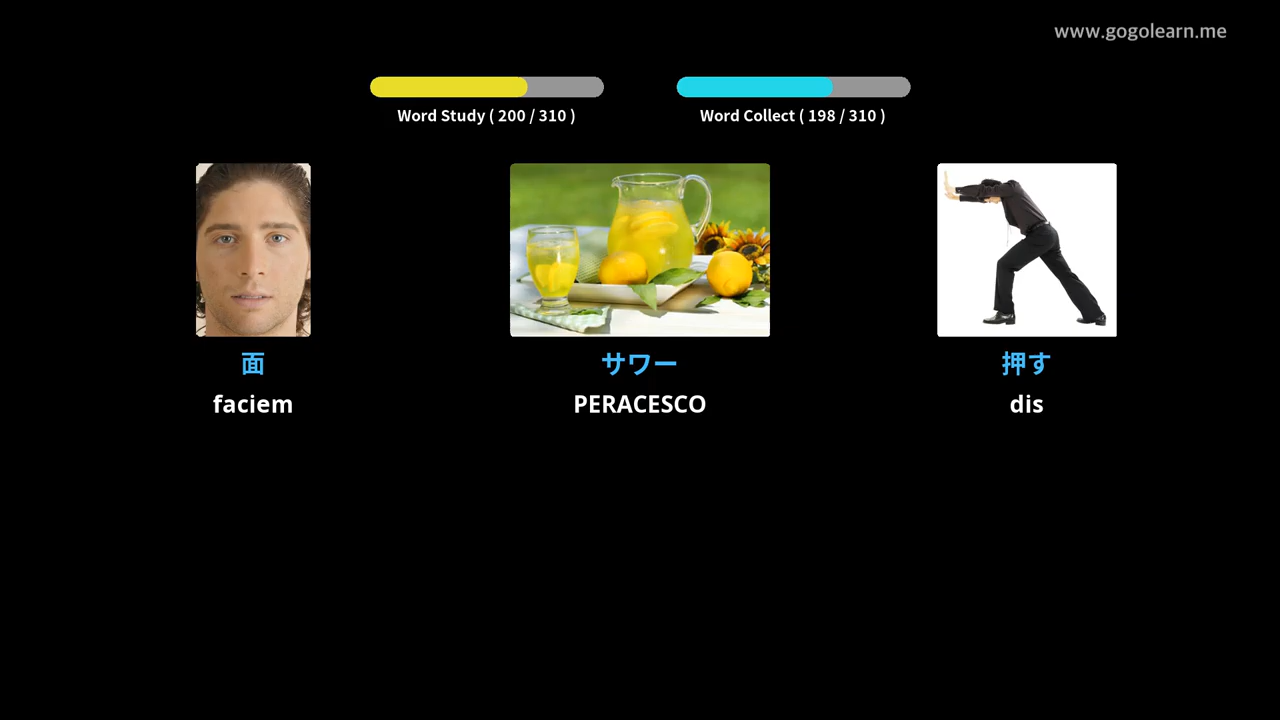 www.gogolearn.me
Word Study ( 200 / 310 )
Word Collect ( 198 / 310 )
面
サワー
押す
faciem
PERACESCO
dis